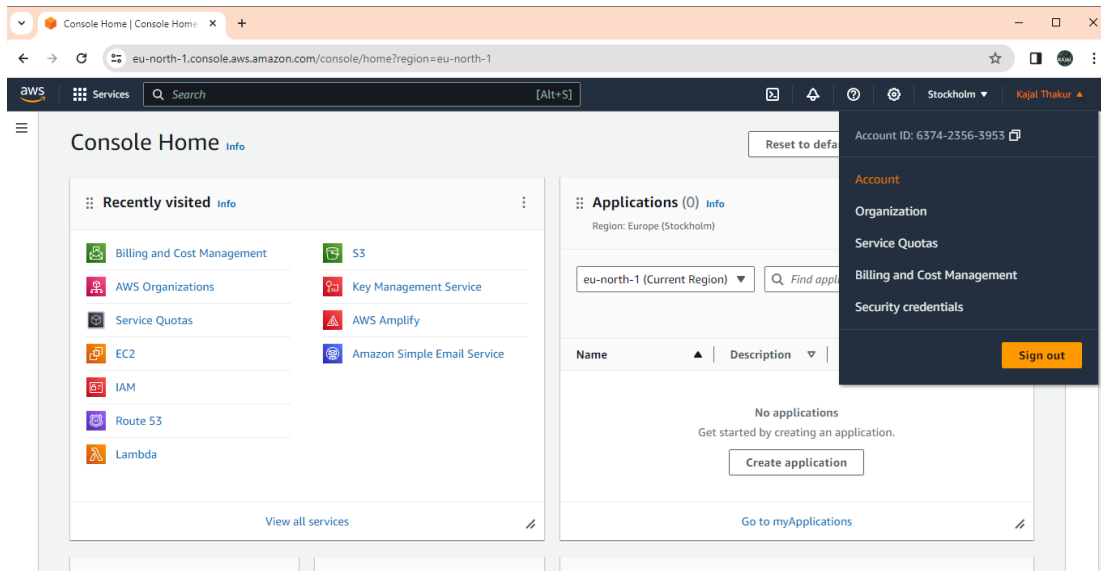 Console Home | Console Home
eu-north-1.console.aws.amazon.com/console/home?region=eu-north-1
aws Services Search [Alt+S] Stockholm Kajal Thakur
Account ID: 6374-2356-3953
Account
Organization
Service Quotas
Billing and Cost Management
Security credentials
Sign out
Console Home Info
Reset to defa
Recently visited Info
Billing and Cost Management
AWS Organizations
Service Quotas
EC2
IAM
Route 53
Lambda
S3
Key Management Service
AWS Amplify
Amazon Simple Email Service
View all services
Applications (0) Info
Region: Europe (Stockholm)
eu-north-1 (Current Region) Find appli
Name Description
No applications
Get started by creating an application.
Create application
Go to myApplications